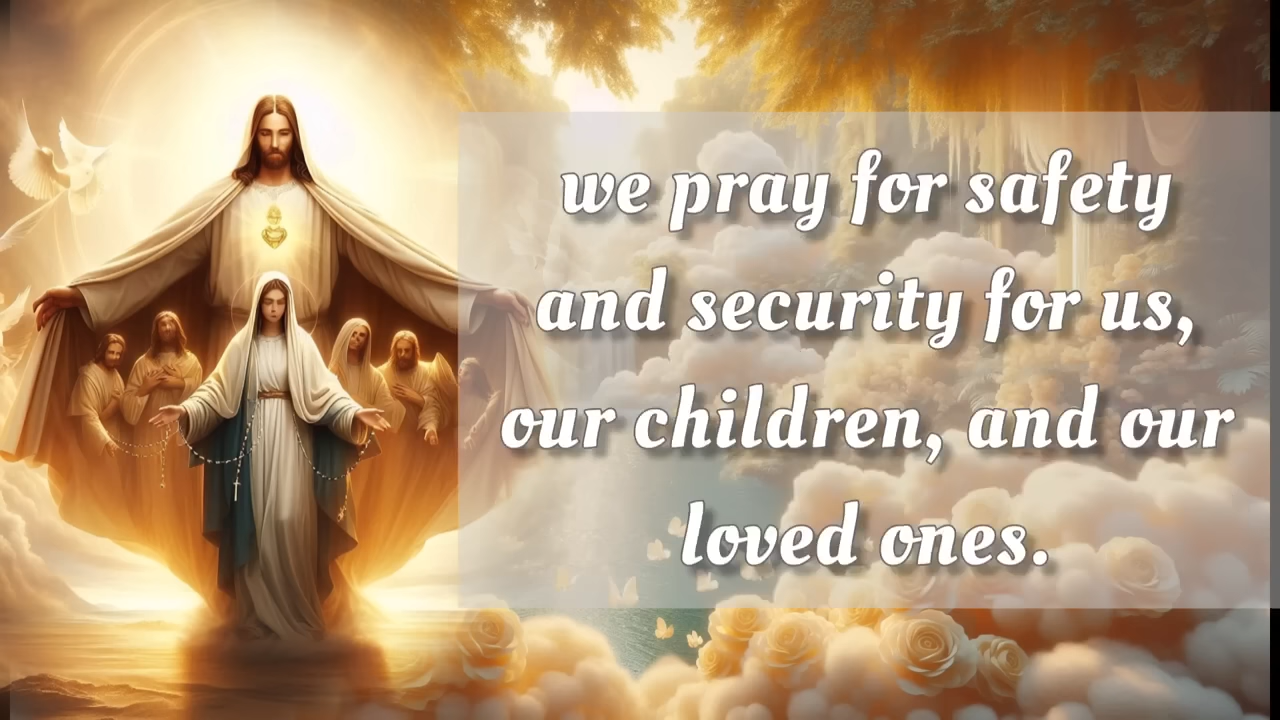 we pray for safety
and security for us,
our children, and our
loved ones.